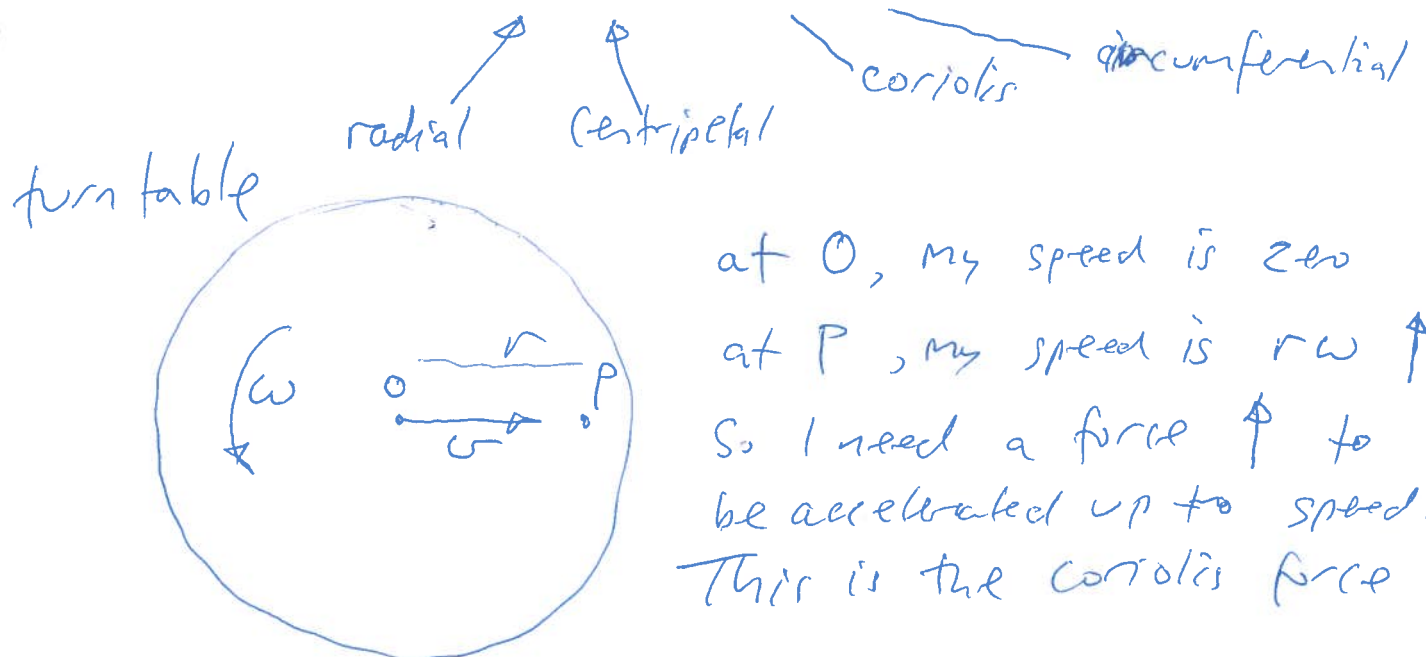 radial centripetal coriolis circumferential
turntable
at O, my speed is zero
ω O r P at P, my speed is rω ↑
v So I need a force ↑ to
be accelerated up to speed.
This is the coriolis force